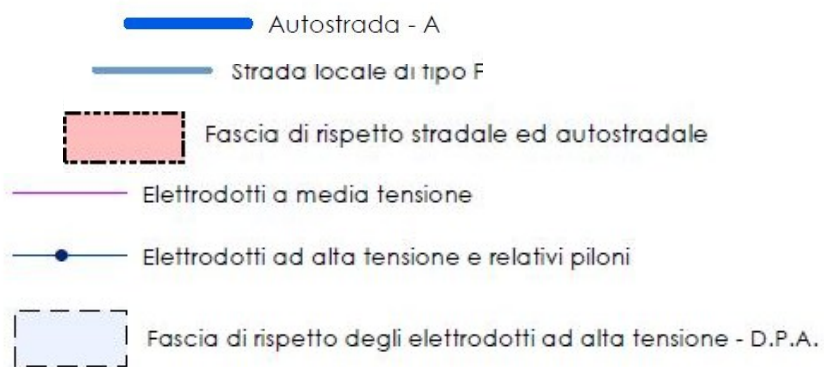 Autostrada - A
Strada locale di tipo F
Fascia di rispetto stradale ed autostradale
Elettrodotti a media tensione
Elettrodotti ad alta tensione e relativi piloni
Fascia di rispetto degli elettrodotti ad alta tensione - D.P.A.